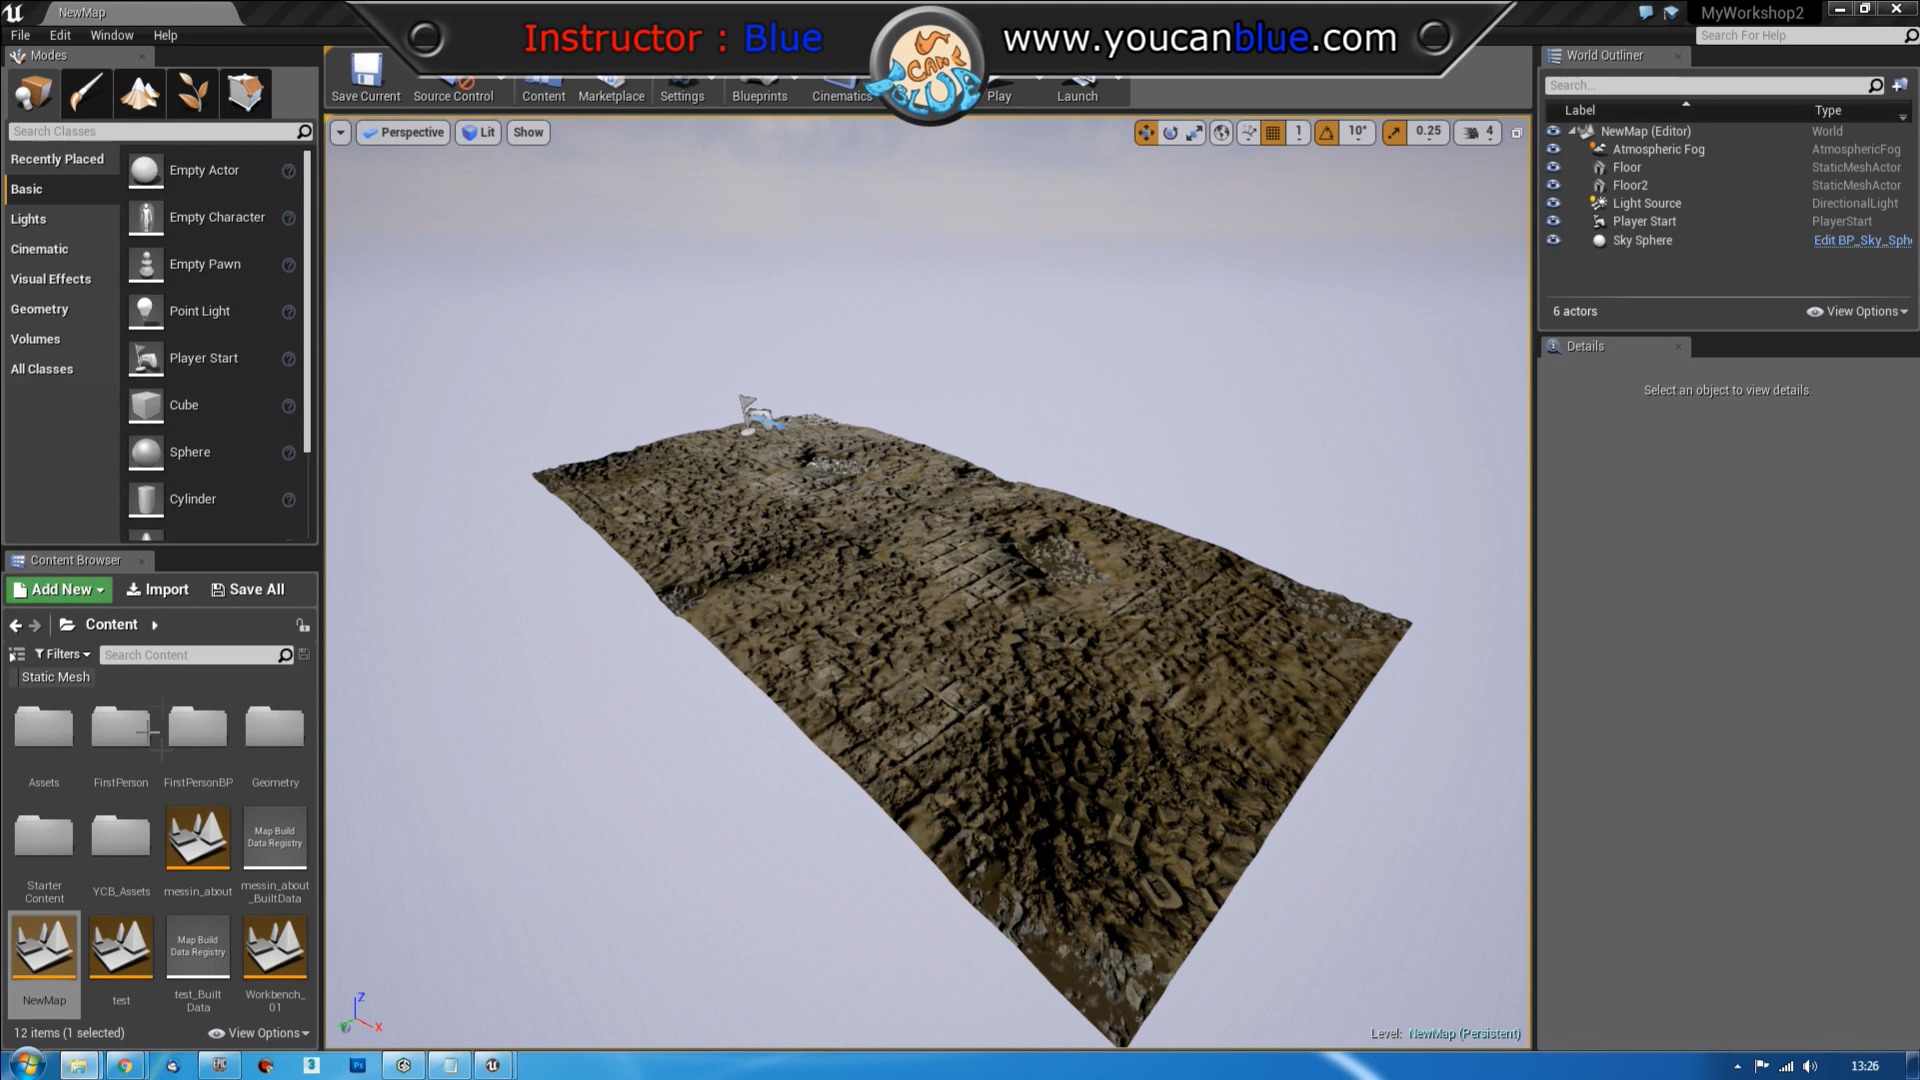 NewMap
Instructor : Blue
www.youcanblue.com
CAN
BLUE
MyWorkshop2
File Edit Window Help
Search For Help
Modes
World Outliner
Save Current
Source Control
Content
Marketplace
Settings
Blueprints
Cinematics
Play
Launch
Search...
Label
Type
Search Classes
Perspective
Lit
Show
1
10°
0.25
4
NewMap (Editor) World
Atmospheric Fog AtmosphericFog
Floor StaticMeshActor
Floor2 StaticMeshActor
Light Source DirectionalLight
Player Start PlayerStart
Sky Sphere Edit BP_Sky_Sph
6 actors
View Options
Details
Select an object to view details.
Recently Placed
Basic
Lights
Cinematic
Visual Effects
Geometry
Volumes
All Classes
Empty Actor
Empty Character
Empty Pawn
Point Light
Player Start
Cube
Sphere
Cylinder
Content Browser
Add New
Import
Save All
Content
Filters
Search Content
Static Mesh
Assets
FirstPerson
FirstPersonBP
Geometry
Map Build
Data Registry
Starter
Content
YCB_Assets
messin_about
messin_about
_BuiltData
Map Build
Data Registry
NewMap
test
test_Built
Data
Workbench_
01
12 items (1 selected)
View Options
Z
X
Level: NewMap (Persistent)
EPIC
3
Ps
13:26